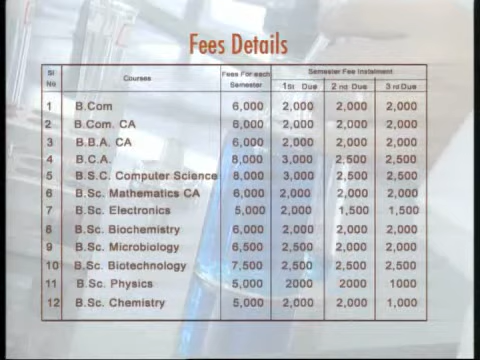 Fees Details
Sl No Courses Fees For each Semester Semester Fee Instalment
1St Due 2 nd Due 3 rd Due
1 B.Com 6,000 2,000 2,000 2,000
2 B.Com. CA 6,000 2,000 2,000 2,000
3 B.B.A. CA 6,000 2,000 2,000 2,000
4 B.C.A. 8,000 3,000 2,500 2,500
5 B.S.C. Computer Science 8,000 3,000 2,500 2,500
6 B.Sc. Mathematics CA 6,000 2,000 2,000 2,000
7 B.Sc. Electronics 5,000 2,000 1,500 1,500
8 B.Sc. Biochemistry 6,000 2,000 2,000 2,000
9 B.Sc. Microbiology 6,500 2,500 2,000 2,000
10 B.Sc. Biotechnology 7,500 2,500 2,500 2,500
11 B.Sc. Physics 5,000 2000 2000 1000
12 B.Sc. Chemistry 5,000 2,000 2,000 1,000